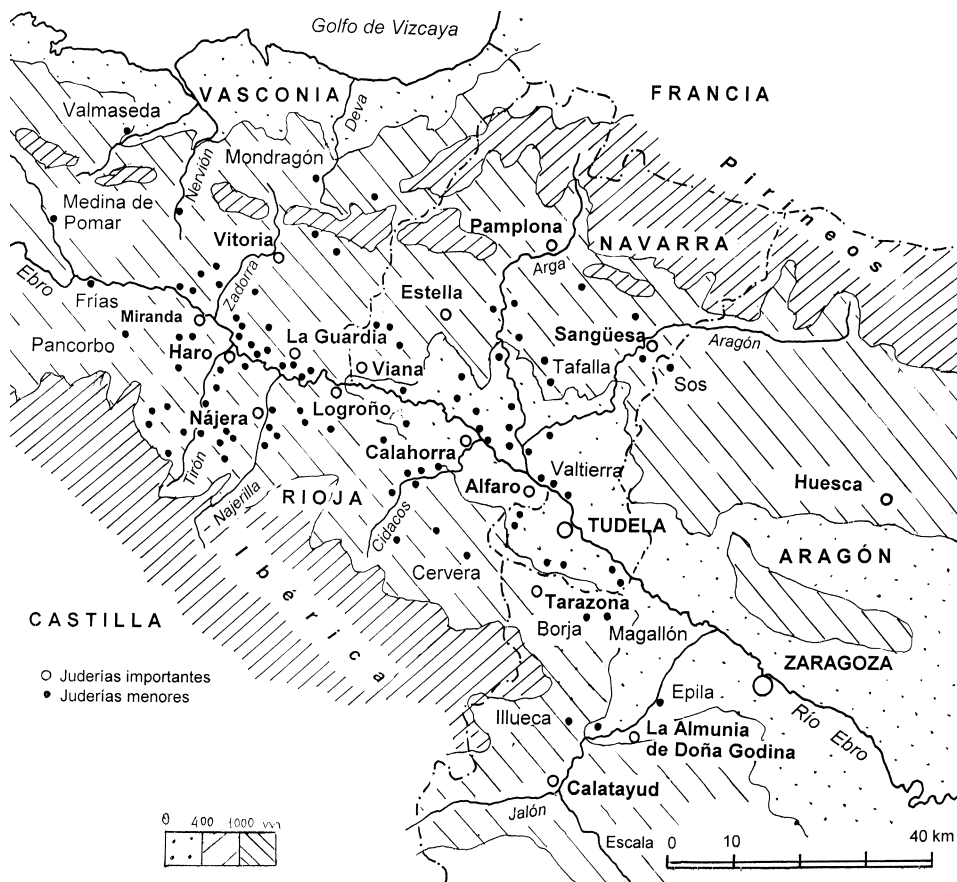 Golfo de Vizcaya
FRANCIA
VASCONIA
Valmaseda
Deva
Mondragón
Nervión
Pirineos
Medina de
Pomar
Pamplona
NAVARRA
Vitoria
Arga
Ebro
Zadorra
Frías
Estella
Miranda
La Guardia
Sangüesa
Aragón
Pancorbo
Haro
Viana
Tafalla
Sos
Logroño
Nájera
Calahorra
Tirón
Valtierra
Huesca
Alfaro
RIOJA
Najerilla
Cidacos
TUDELA
Ibérica
ARAGÓN
Cervera
CASTILLA
Tarazona
Borja
Magallón
ZARAGOZA
Juderías importantes
Juderías menores
Epila
Río Ebro
Illueca
La Almunia
de Doña Godina
Calatayud
Jalón
0 400 1000 m
Escala
0 10 40 km